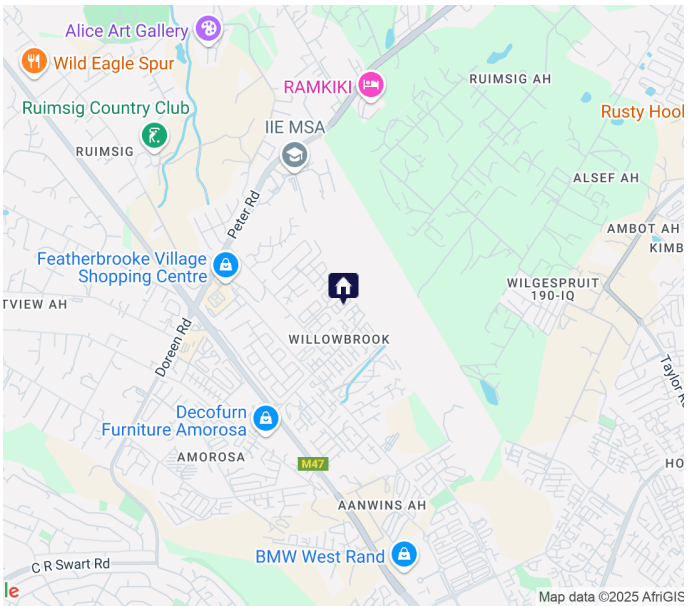 Alice Art Gallery
Wild Eagle Spur
RAMKIKI
RUIMSIG AH
Ruimsig Country Club
IIE MSA
Rusty Hool
RUIMSIG
ALSEF AH
Peter Rd
AMBOT AH
KIMB
Featherbrooke Village
Shopping Centre
WILGESPRUIT
190-IQ
TVIEW AH
Doreen Rd
WILLOWBROOK
Taylor R
Decofurn
Furniture Amorosa
AMOROSA
M47
HO
AANWINS AH
BMW West Rand
C R Swart Rd
le
Map data ©2025 AfriGIS